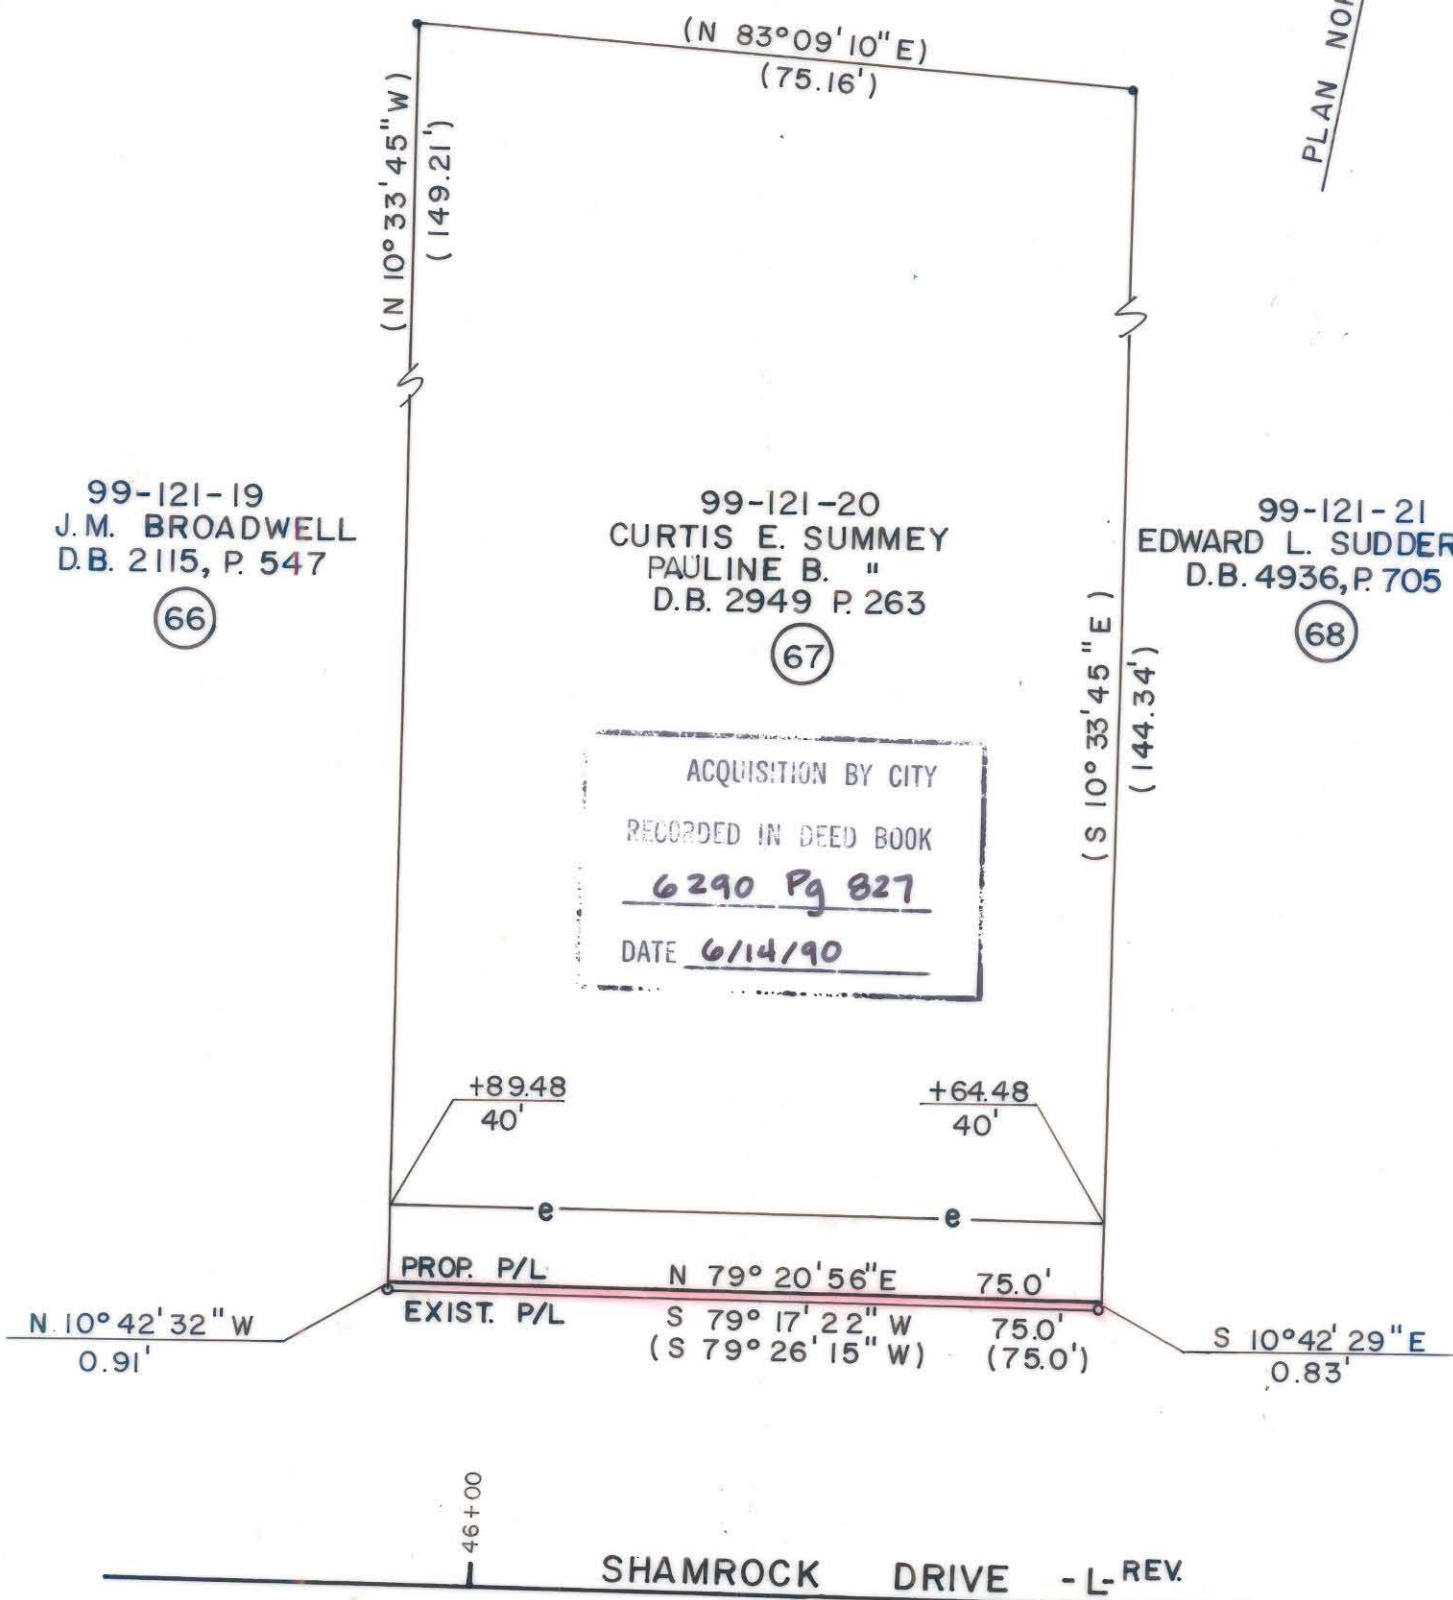 (N 83°09'10"E)
(75.16')
PLAN
(N 10°33'45"W)
(149.21')
99-121-19
J.M. BROADWELL
D.B. 2115, P. 547
66
99-121-20
CURTIS E. SUMMEY
PAULINE B. "
D.B. 2949 P. 263
67
99-121-21
EDWARD L. SUDDER
D.B. 4936, P. 705
68
(S 10°33'45"E)
(144.34')
ACQUISITION BY CITY
RECORDED IN DEED BOOK
6290 Pg 827
DATE 6/14/90
+89.48
40'
+64.48
40'
e e
PROP. P/L N 79°20'56"E 75.0'
EXIST. P/L S 79°17'22"W 75.0'
(S 79°26'15"W) (75.0')
N 10°42'32"W
0.91'
S 10°42'29"E
0.83'
46+00
SHAMROCK DRIVE -L- REV.